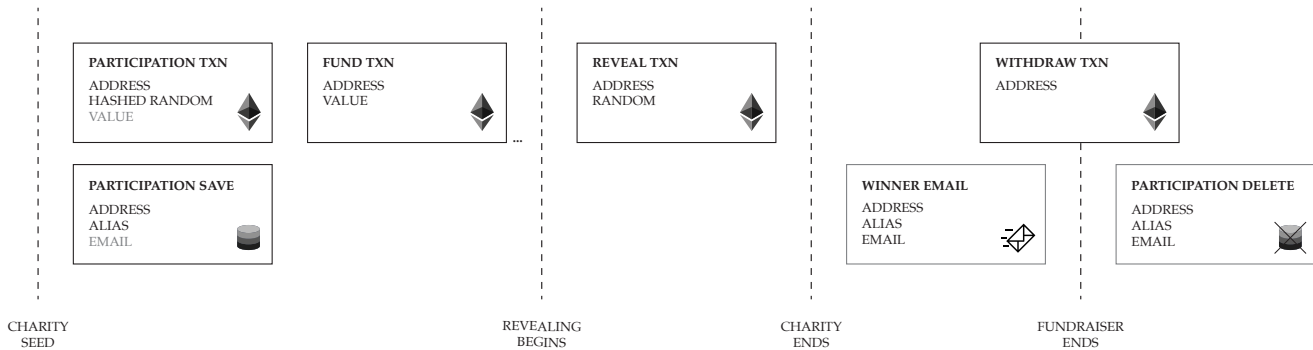 PARTICIPATION TXN
ADDRESS
HASHED RANDOM
VALUE
FUND TXN
ADDRESS
VALUE
...
REVEAL TXN
ADDRESS
RANDOM
WITHDRAW TXN
ADDRESS
PARTICIPATION SAVE
ADDRESS
ALIAS
EMAIL
WINNER EMAIL
ADDRESS
ALIAS
EMAIL
PARTICIPATION DELETE
ADDRESS
ALIAS
EMAIL
CHARITY
SEED
REVEALING
BEGINS
CHARITY
ENDS
FUNDRAISER
ENDS